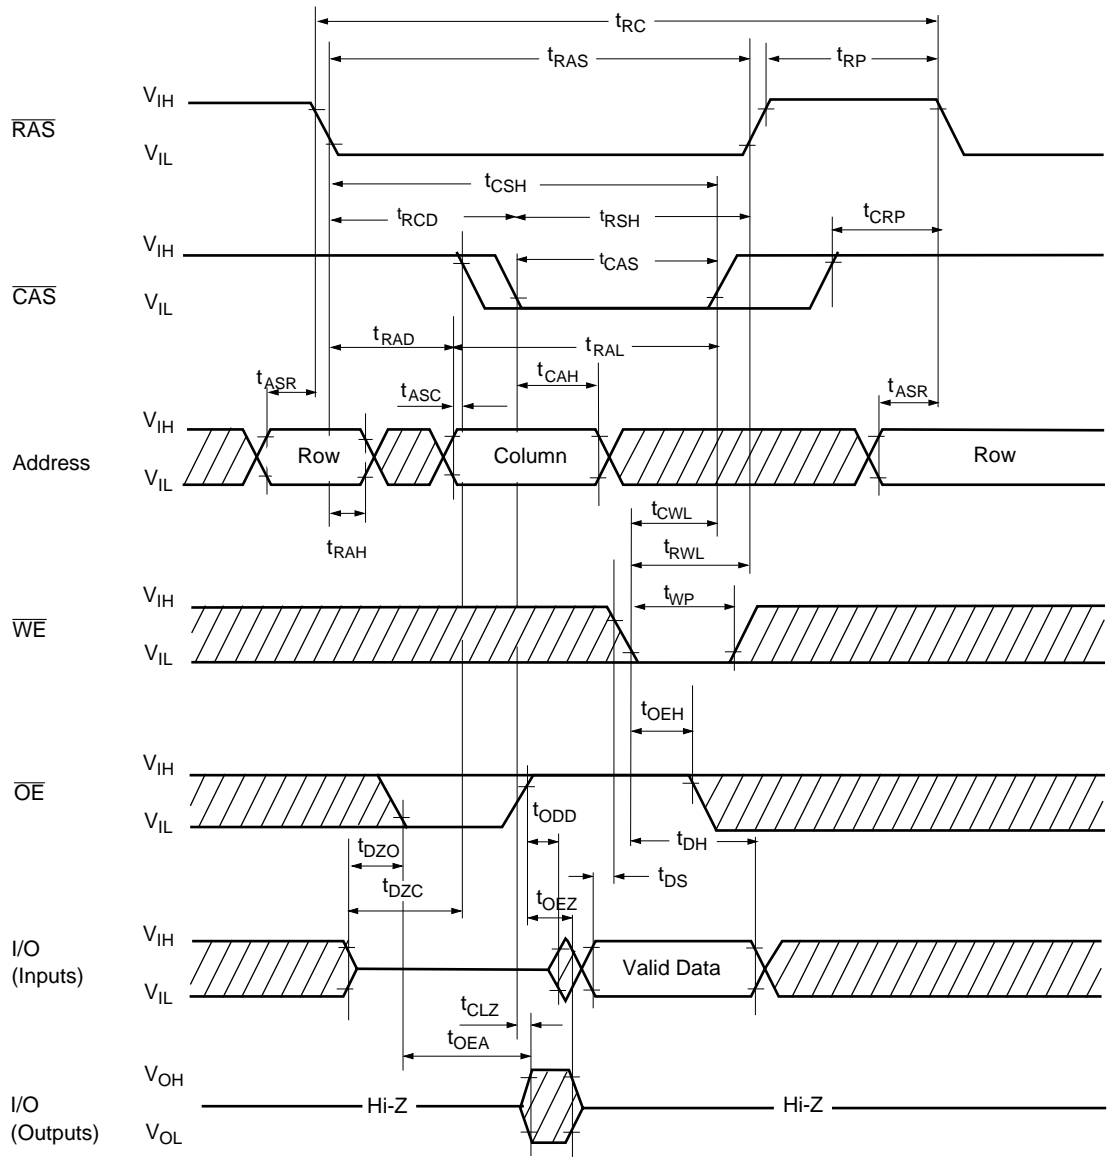 tRC
tRAS
tRP
VIH
RAS
VIL
tCSH
tRCD
tRSH
tCRP
VIH
tCAS
CAS
VIL
tRAD
tRAL
tASR
tASC
tCAH
tASR
VIH
Address
Row
Column
Row
VIL
tCWL
tRAH
tRWL
VIH
tWP
WE
VIL
tOEH
VIH
OE
VIL
tODD
tDZO
tDH
tDZC
tDS
tOEZ
VIH
I/O
(Inputs)
Valid Data
VIL
tCLZ
tOEA
VOH
I/O
(Outputs)
Hi-Z
Hi-Z
VOL